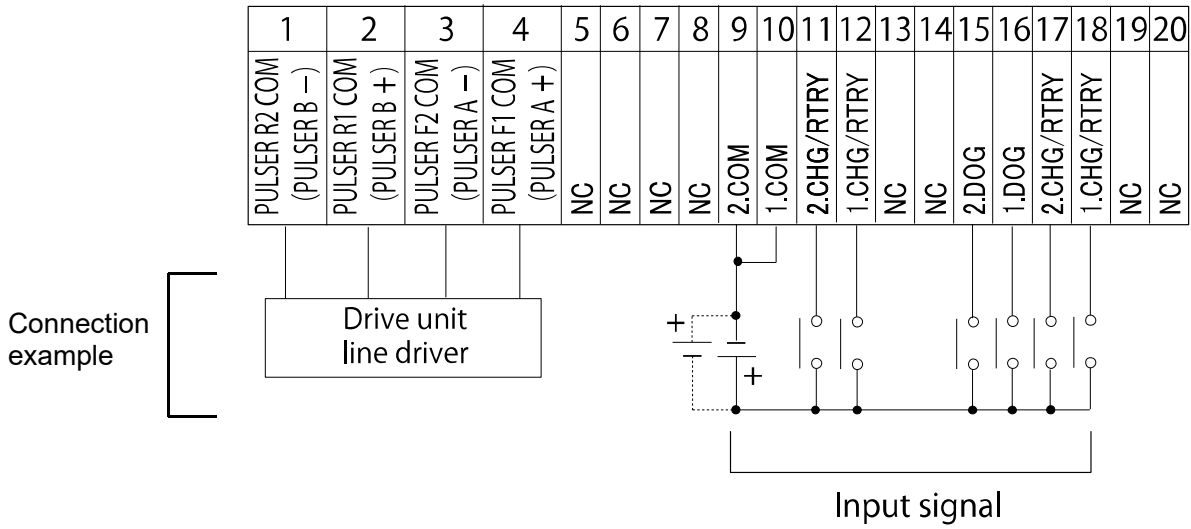 1 2 3 4 5 6 7 8 9 10 11 12 13 14 15 16 17 18 19 20
PULSER R2 COM
(PULSER B －)
PULSER R1 COM
(PULSER B ＋)
PULSER F2 COM
(PULSER A －)
PULSER F1 COM
(PULSER A ＋)
NC
NC
NC
NC
2.COM
1.COM
2.CHG/RTRY
1.CHG/RTRY
NC
NC
2.DOG
1.DOG
2.CHG/RTRY
1.CHG/RTRY
NC
NC
Connection
example
Drive unit
line driver
+
+
Input signal